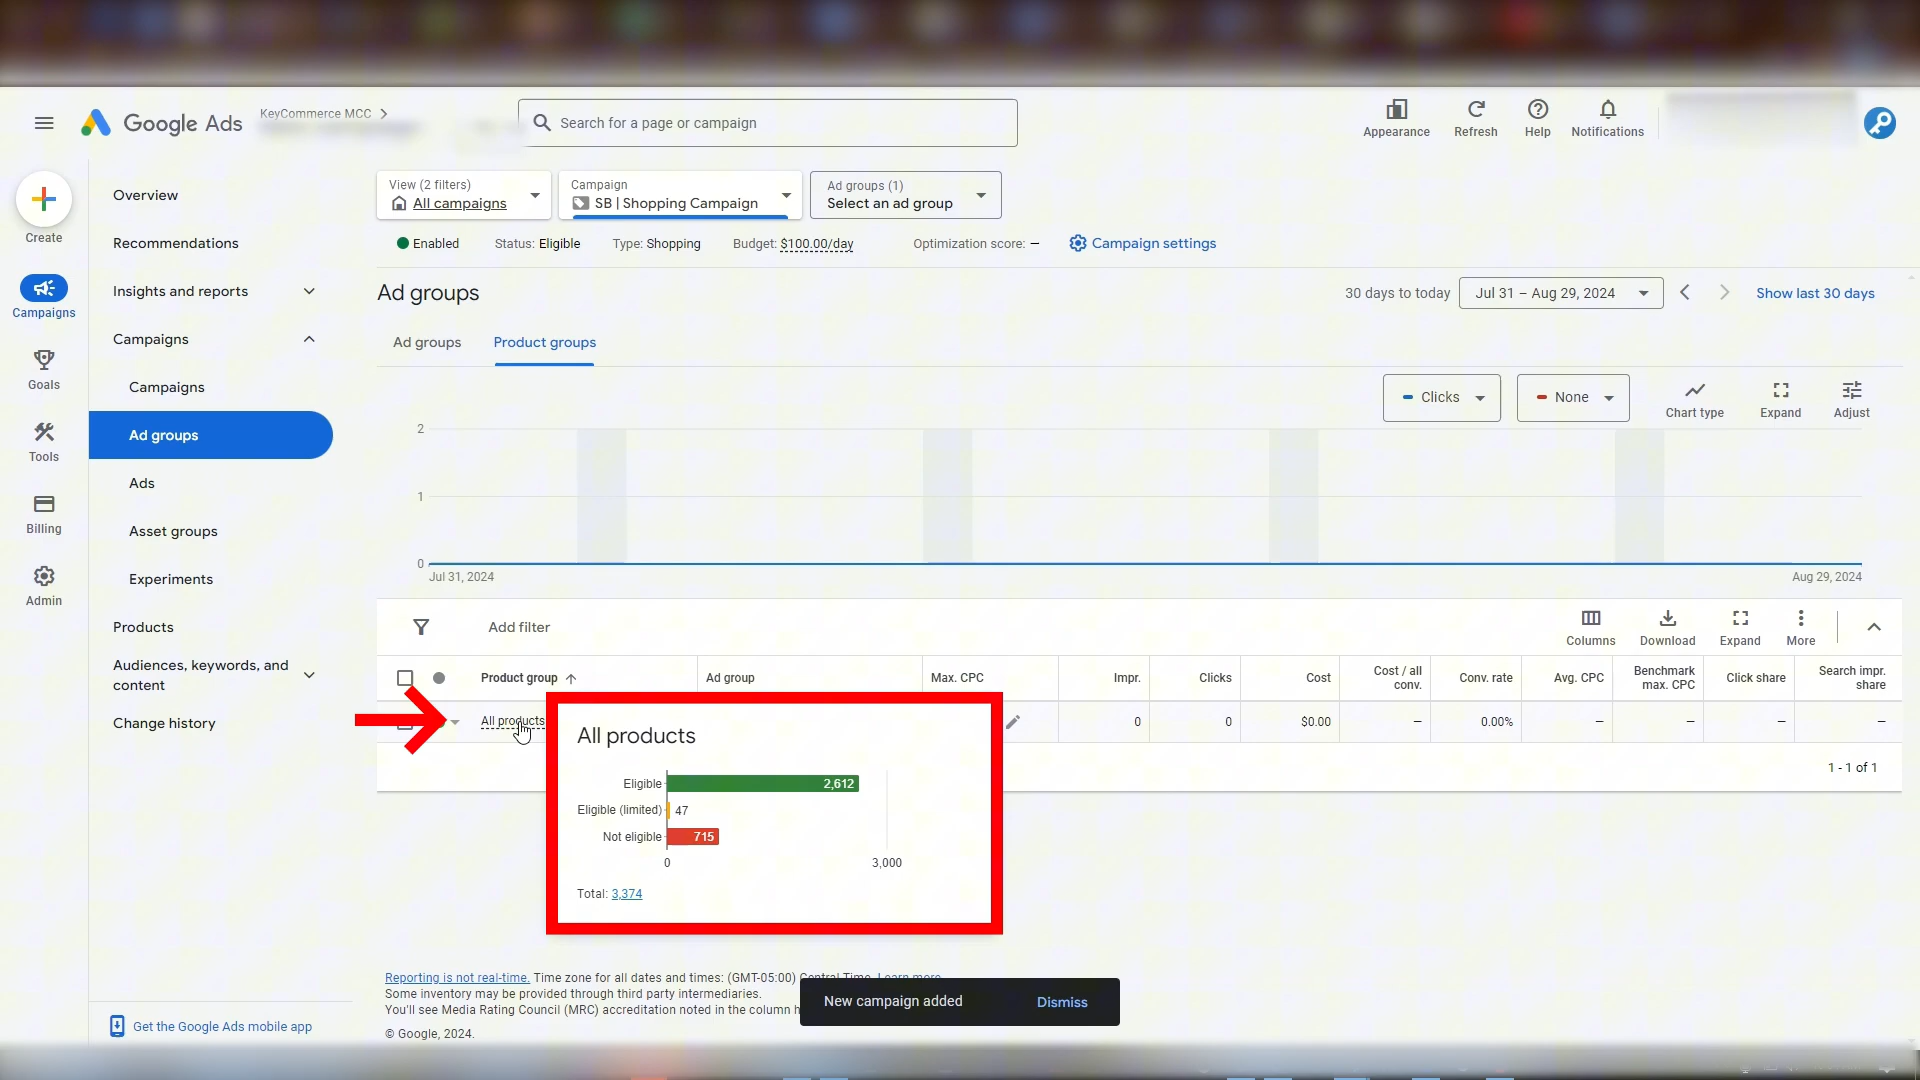 Google Ads
KeyCommerce MCC
Search for a page or campaign
Appearance
Refresh
Help
Notifications
Create
Campaigns
Goals
Tools
Billing
Admin
Overview
Recommendations
Insights and reports
Campaigns
Campaigns
Ad groups
Ads
Asset groups
Experiments
Products
Audiences, keywords, and
content
Change history
Get the Google Ads mobile app
View (2 filters)
All campaigns
Campaign
SB | Shopping Campaign
Ad groups (1)
Select an ad group
Enabled Status: Eligible Type: Shopping Budget: $100.00/day Optimization score: – Campaign settings
Ad groups
30 days to today Jul 31 – Aug 29, 2024 Show last 30 days
Ad groups Product groups
Clicks None Chart type Expand Adjust
2
1
0
Jul 31, 2024 Aug 29, 2024
Add filter
Columns Download Expand More
Product group Ad group Max. CPC Impr. Clicks Cost Cost / all conv. Conv. rate Avg. CPC Benchmark max. CPC Click share Search impr. share
All products 0 0 $0.00 – 0.00% – – – –
1 - 1 of 1
All products
Eligible 2,612
Eligible (limited) 47
Not eligible 715
0 3,000
Total: 3,374
Reporting is not real-time. Time zone for all dates and times: (GMT-05:00) Central Time. Learn more
Some inventory may be provided through third party intermediaries.
You'll see Media Rating Council (MRC) accreditation noted in the column h
© Google, 2024.
New campaign added Dismiss